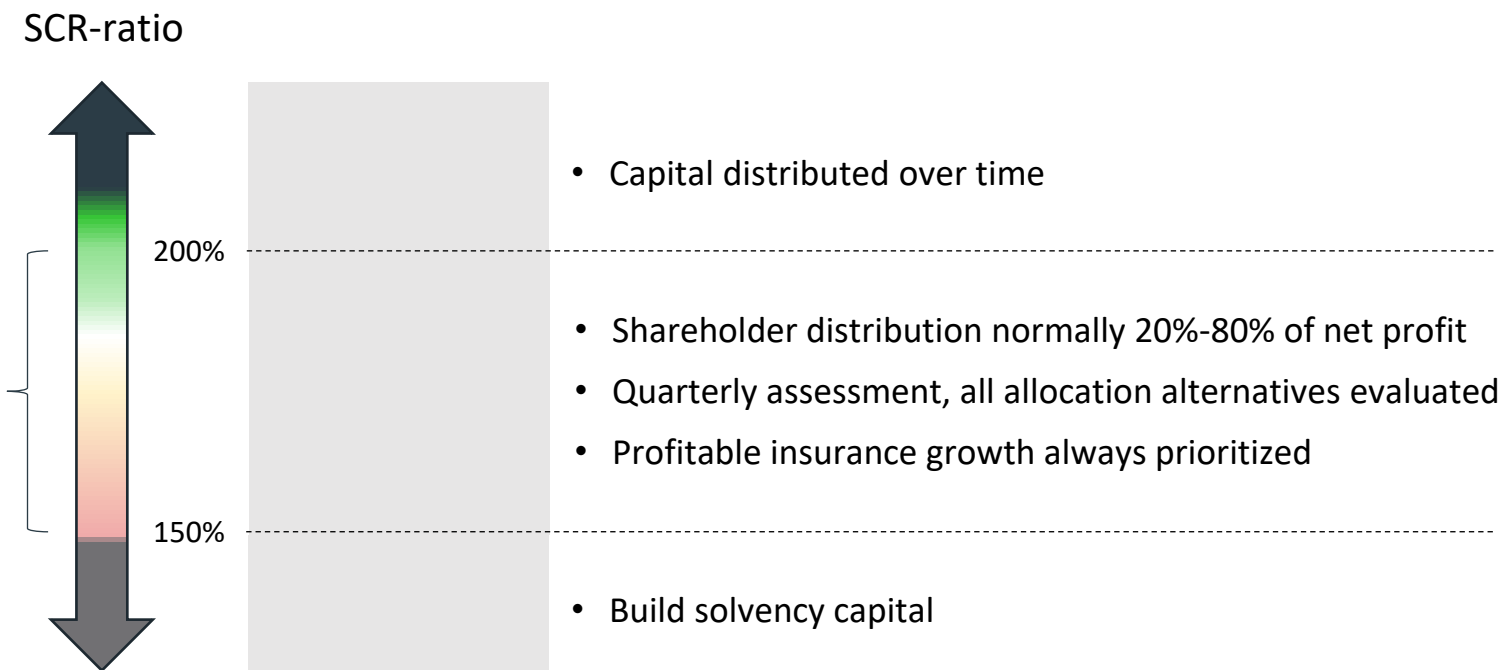 SCR-ratio
• Capital distributed over time
200%
• Shareholder distribution normally 20%-80% of net profit
• Quarterly assessment, all allocation alternatives evaluated
• Profitable insurance growth always prioritized
150%
• Build solvency capital